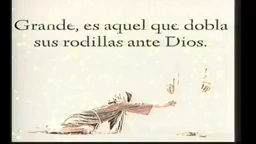 Grande, es aquel que dobla
sus rodillas ante Dios.